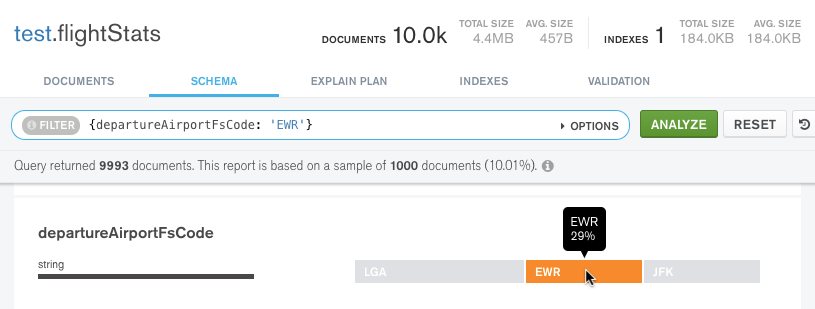 test.flightStats
DOCUMENTS 10.0k TOTAL SIZE 4.4MB AVG. SIZE 457B INDEXES 1 TOTAL SIZE 184.0KB AVG. SIZE 184.0KB
DOCUMENTS SCHEMA EXPLAIN PLAN INDEXES VALIDATION
FILTER {departureAirportFsCode: 'EWR'} OPTIONS ANALYZE RESET
Query returned 9993 documents. This report is based on a sample of 1000 documents (10.01%).
EWR
29%
departureAirportFsCode
string
LGA EWR JFK